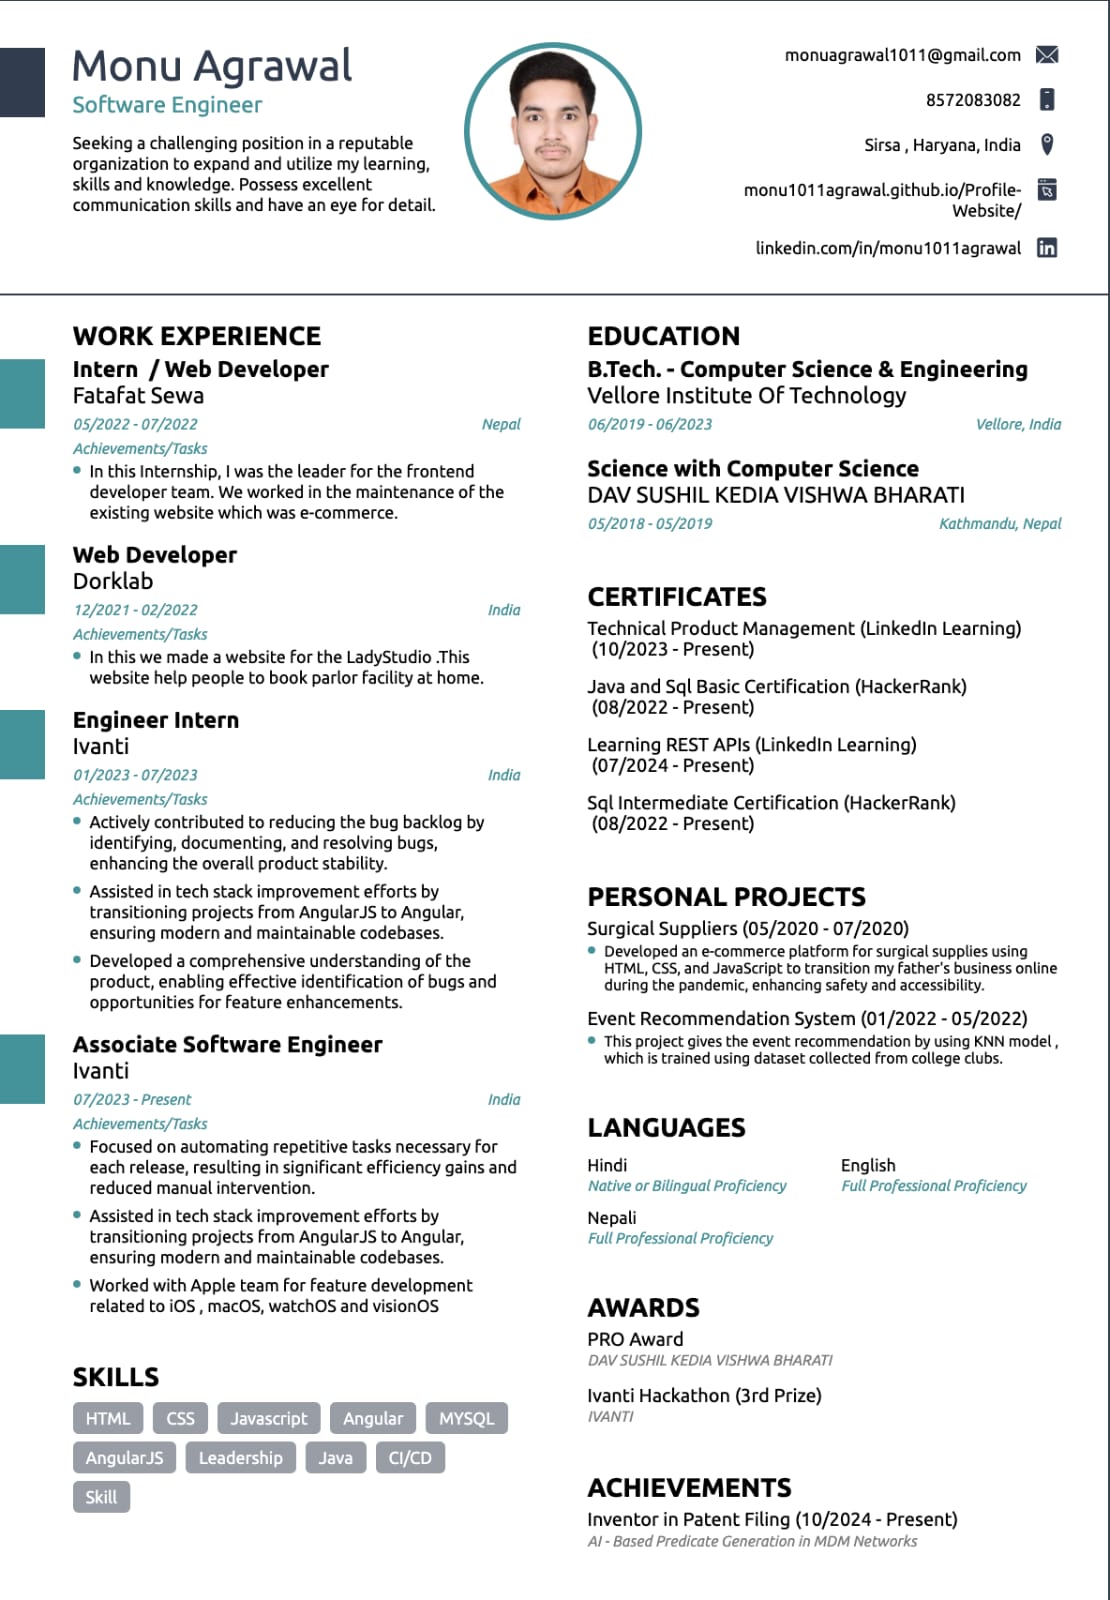 Monu Agrawal
Software Engineer
Seeking a challenging position in a reputable
organization to expand and utilize my learning,
skills and knowledge. Possess excellent
communication skills and have an eye for detail.
monuagrawal1011@gmail.com
8572083082
Sirsa , Haryana, India
monu1011agrawal.github.io/Profile-
Website/
linkedin.com/in/monu1011agrawal
WORK EXPERIENCE
Intern / Web Developer
Fatafat Sewa
05/2022 - 07/2022
Nepal
Achievements/Tasks
In this Internship, I was the leader for the frontend
developer team. We worked in the maintenance of the
existing website which was e-commerce.
Web Developer
Dorklab
12/2021 - 02/2022
India
Achievements/Tasks
In this we made a website for the LadyStudio .This
website help people to book parlor facility at home.
Engineer Intern
Ivanti
01/2023 - 07/2023
India
Achievements/Tasks
Actively contributed to reducing the bug backlog by
identifying, documenting, and resolving bugs,
enhancing the overall product stability.
Assisted in tech stack improvement efforts by
transitioning projects from AngularJS to Angular,
ensuring modern and maintainable codebases.
Developed a comprehensive understanding of the
product, enabling effective identification of bugs and
opportunities for feature enhancements.
Associate Software Engineer
Ivanti
07/2023 - Present
India
Achievements/Tasks
Focused on automating repetitive tasks necessary for
each release, resulting in significant efficiency gains and
reduced manual intervention.
Assisted in tech stack improvement efforts by
transitioning projects from AngularJS to Angular,
ensuring modern and maintainable codebases.
Worked with Apple team for feature development
related to iOS , macOS, watchOS and visionOS
SKILLS
HTML CSS Javascript Angular MYSQL
AngularJS Leadership Java CI/CD
Skill
EDUCATION
B.Tech. - Computer Science & Engineering
Vellore Institute Of Technology
06/2019 - 06/2023
Vellore, India
Science with Computer Science
DAV SUSHIL KEDIA VISHWA BHARATI
05/2018 - 05/2019
Kathmandu, Nepal
CERTIFICATES
Technical Product Management (LinkedIn Learning)
(10/2023 - Present)
Java and Sql Basic Certification (HackerRank)
(08/2022 - Present)
Learning REST APIs (LinkedIn Learning)
(07/2024 - Present)
Sql Intermediate Certification (HackerRank)
(08/2022 - Present)
PERSONAL PROJECTS
Surgical Suppliers (05/2020 - 07/2020)
Developed an e-commerce platform for surgical supplies using
HTML, CSS, and JavaScript to transition my father's business online
during the pandemic, enhancing safety and accessibility.
Event Recommendation System (01/2022 - 05/2022)
This project gives the event recommendation by using KNN model ,
which is trained using dataset collected from college clubs.
LANGUAGES
Hindi
Native or Bilingual Proficiency
English
Full Professional Proficiency
Nepali
Full Professional Proficiency
AWARDS
PRO Award
DAV SUSHIL KEDIA VISHWA BHARATI
Ivanti Hackathon (3rd Prize)
IVANTI
ACHIEVEMENTS
Inventor in Patent Filing (10/2024 - Present)
AI - Based Predicate Generation in MDM Networks